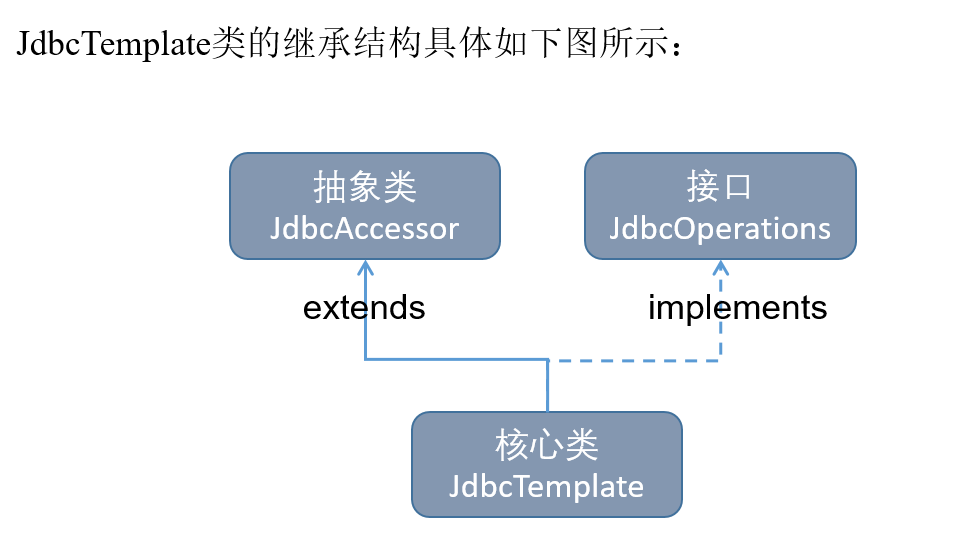 JdbcTemplate类的继承结构具体如下图所示：
抽象类
JdbcAccessor
接口
JdbcOperations
extends
implements
核心类
JdbcTemplate